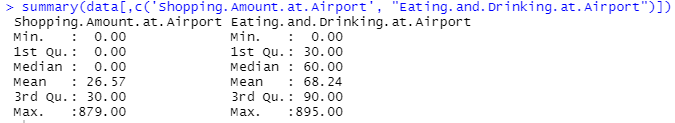 > summary(data[,c('Shopping.Amount.at.Airport', "Eating.and.Drinking.at.Airport")])
 Shopping.Amount.at.Airport Eating.and.Drinking.at.Airport
 Min.   :  0.00             Min.   :  0.00
 1st Qu.:  0.00             1st Qu.: 30.00
 Median :  0.00             Median : 60.00
 Mean   : 26.57             Mean   : 68.24
 3rd Qu.: 30.00             3rd Qu.: 90.00
 Max.   :879.00             Max.   :895.00